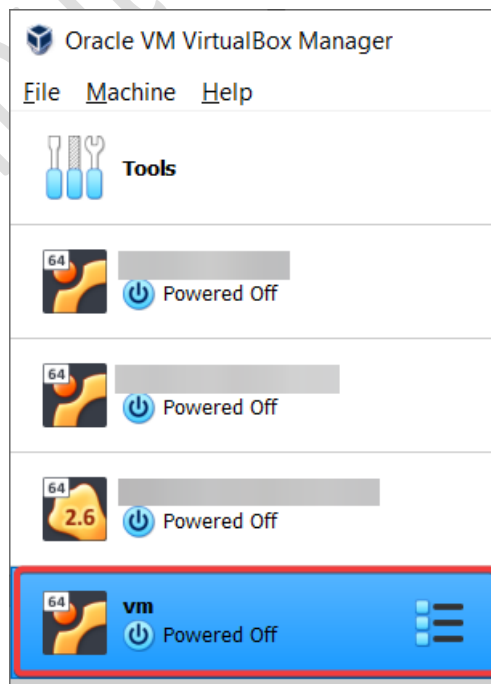 Oracle VM VirtualBox Manager
File Machine Help
Tools
64
Powered Off
64
Powered Off
64
2.6
Powered Off
64
vm
Powered Off